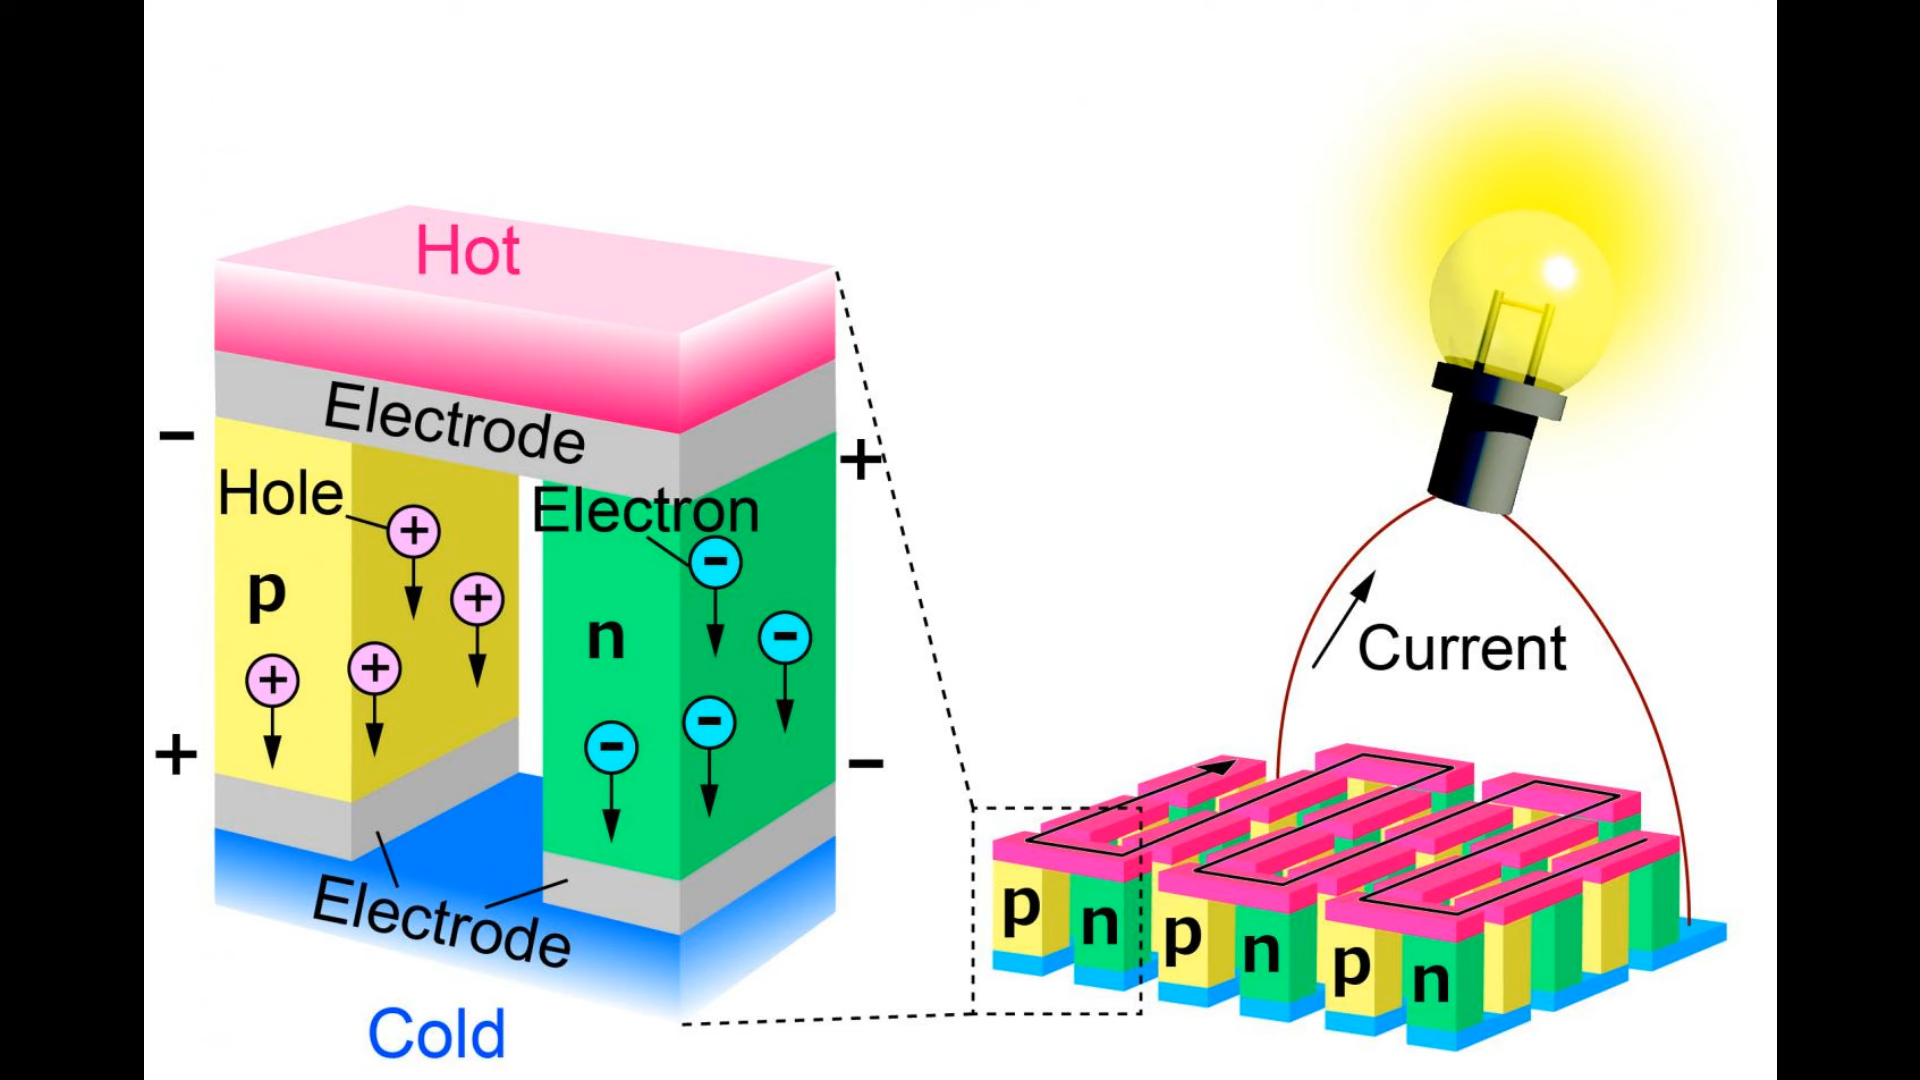 Hot
Electrode
−
+
Hole
Electron
+
−
p
n
+
+
+
+
−
−
−
−
+
−
Electrode
Cold
Current
p
n
p
n
p
n